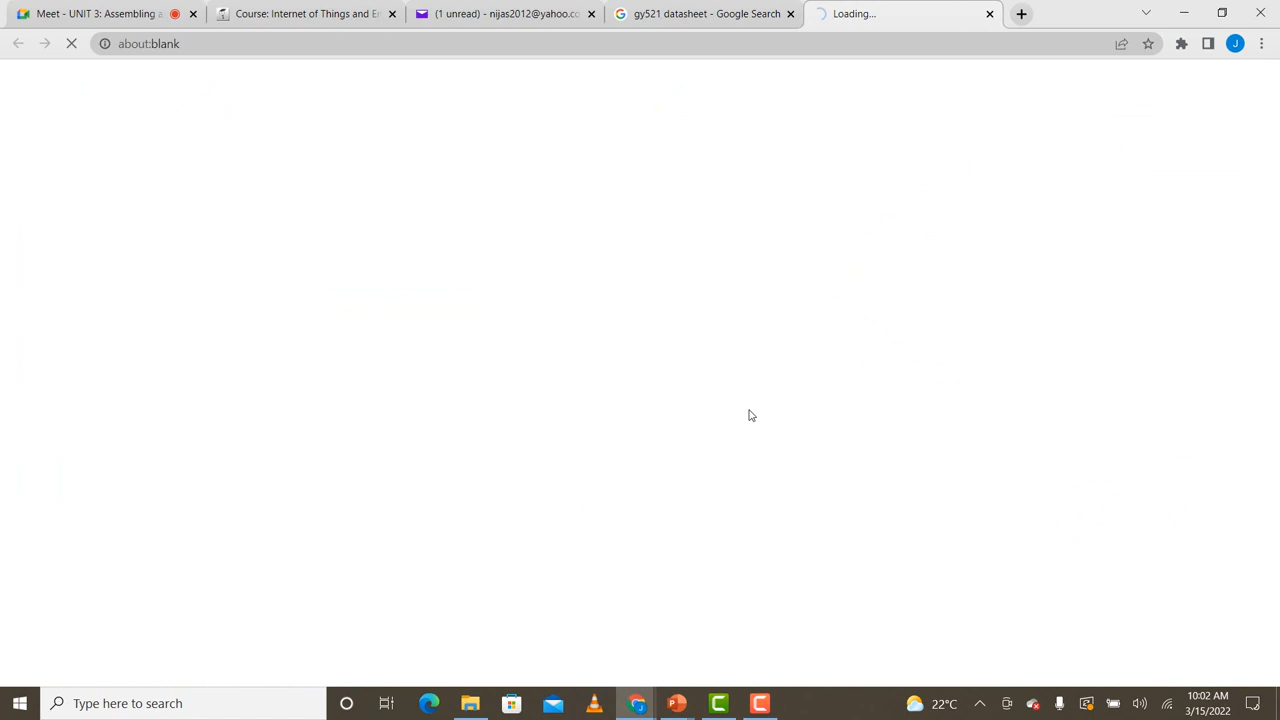 Meet - UNIT 3: Assembling a
Course: Internet of Things and En
(1 unread) - nijas2012@yahoo.co
gy521 datasheet - Google Search
Loading...
about:blank
J
Type here to search
22°C
10:02 AM
3/15/2022